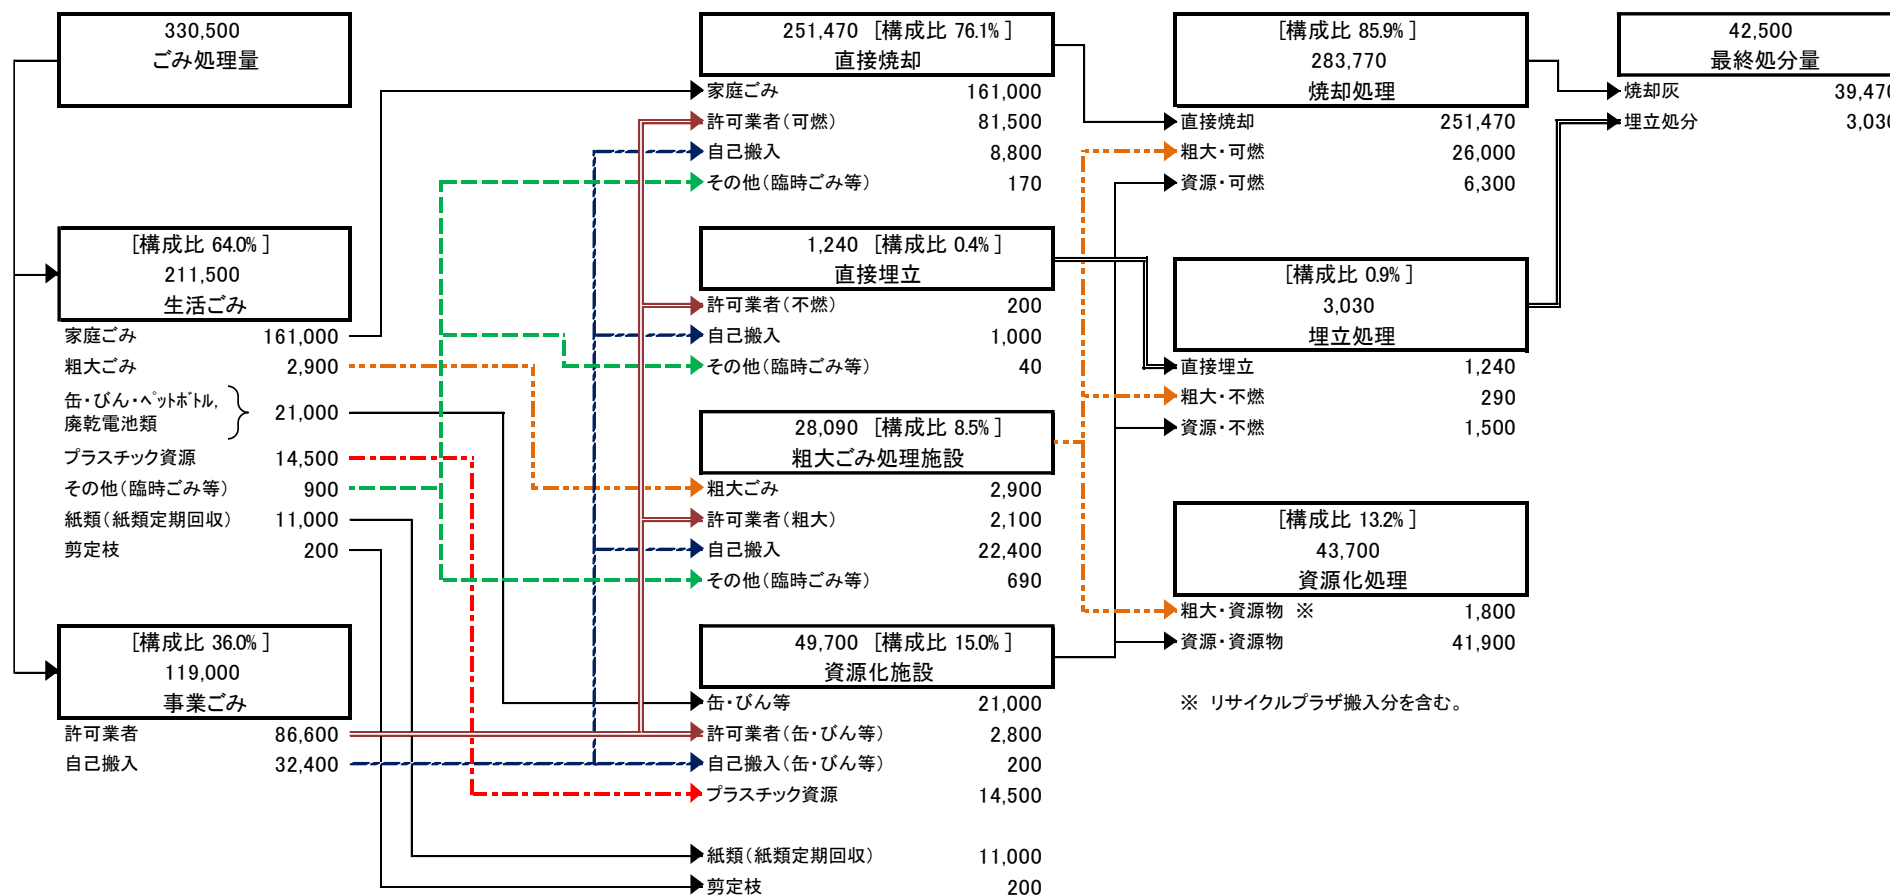 330,500
ごみ処理量
[構成比 64.0% ]
211,500
生活ごみ
家庭ごみ 161,000
粗大ごみ 2,900
缶・びん・ペットボトル, 廃乾電池類 21,000
プラスチック資源 14,500
その他(臨時ごみ等) 900
紙類(紙類定期回収) 11,000
剪定枝 200
[構成比 36.0% ]
119,000
事業ごみ
許可業者 86,600
自己搬入 32,400
251,470 [構成比 76.1% ]
直接焼却
家庭ごみ 161,000
許可業者(可燃) 81,500
自己搬入 8,800
その他(臨時ごみ等) 170
1,240 [構成比 0.4% ]
直接埋立
許可業者(不燃) 200
自己搬入 1,000
その他(臨時ごみ等) 40
28,090 [構成比 8.5% ]
粗大ごみ処理施設
粗大ごみ 2,900
許可業者(粗大) 2,100
自己搬入 22,400
その他(臨時ごみ等) 690
49,700 [構成比 15.0% ]
資源化施設
缶・びん等 21,000
許可業者(缶・びん等) 2,800
自己搬入(缶・びん等) 200
プラスチック資源 14,500
紙類(紙類定期回収) 11,000
剪定枝 200
[構成比 85.9% ]
283,770
焼却処理
直接焼却 251,470
粗大・可燃 26,000
資源・可燃 6,300
[構成比 0.9% ]
3,030
埋立処理
直接埋立 1,240
粗大・不燃 290
資源・不燃 1,500
[構成比 13.2% ]
43,700
資源化処理
粗大・資源物 ※ 1,800
資源・資源物 41,900
※ リサイクルプラザ搬入分を含む。
42,500
最終処分量
焼却灰 39,470
埋立処分 3,030